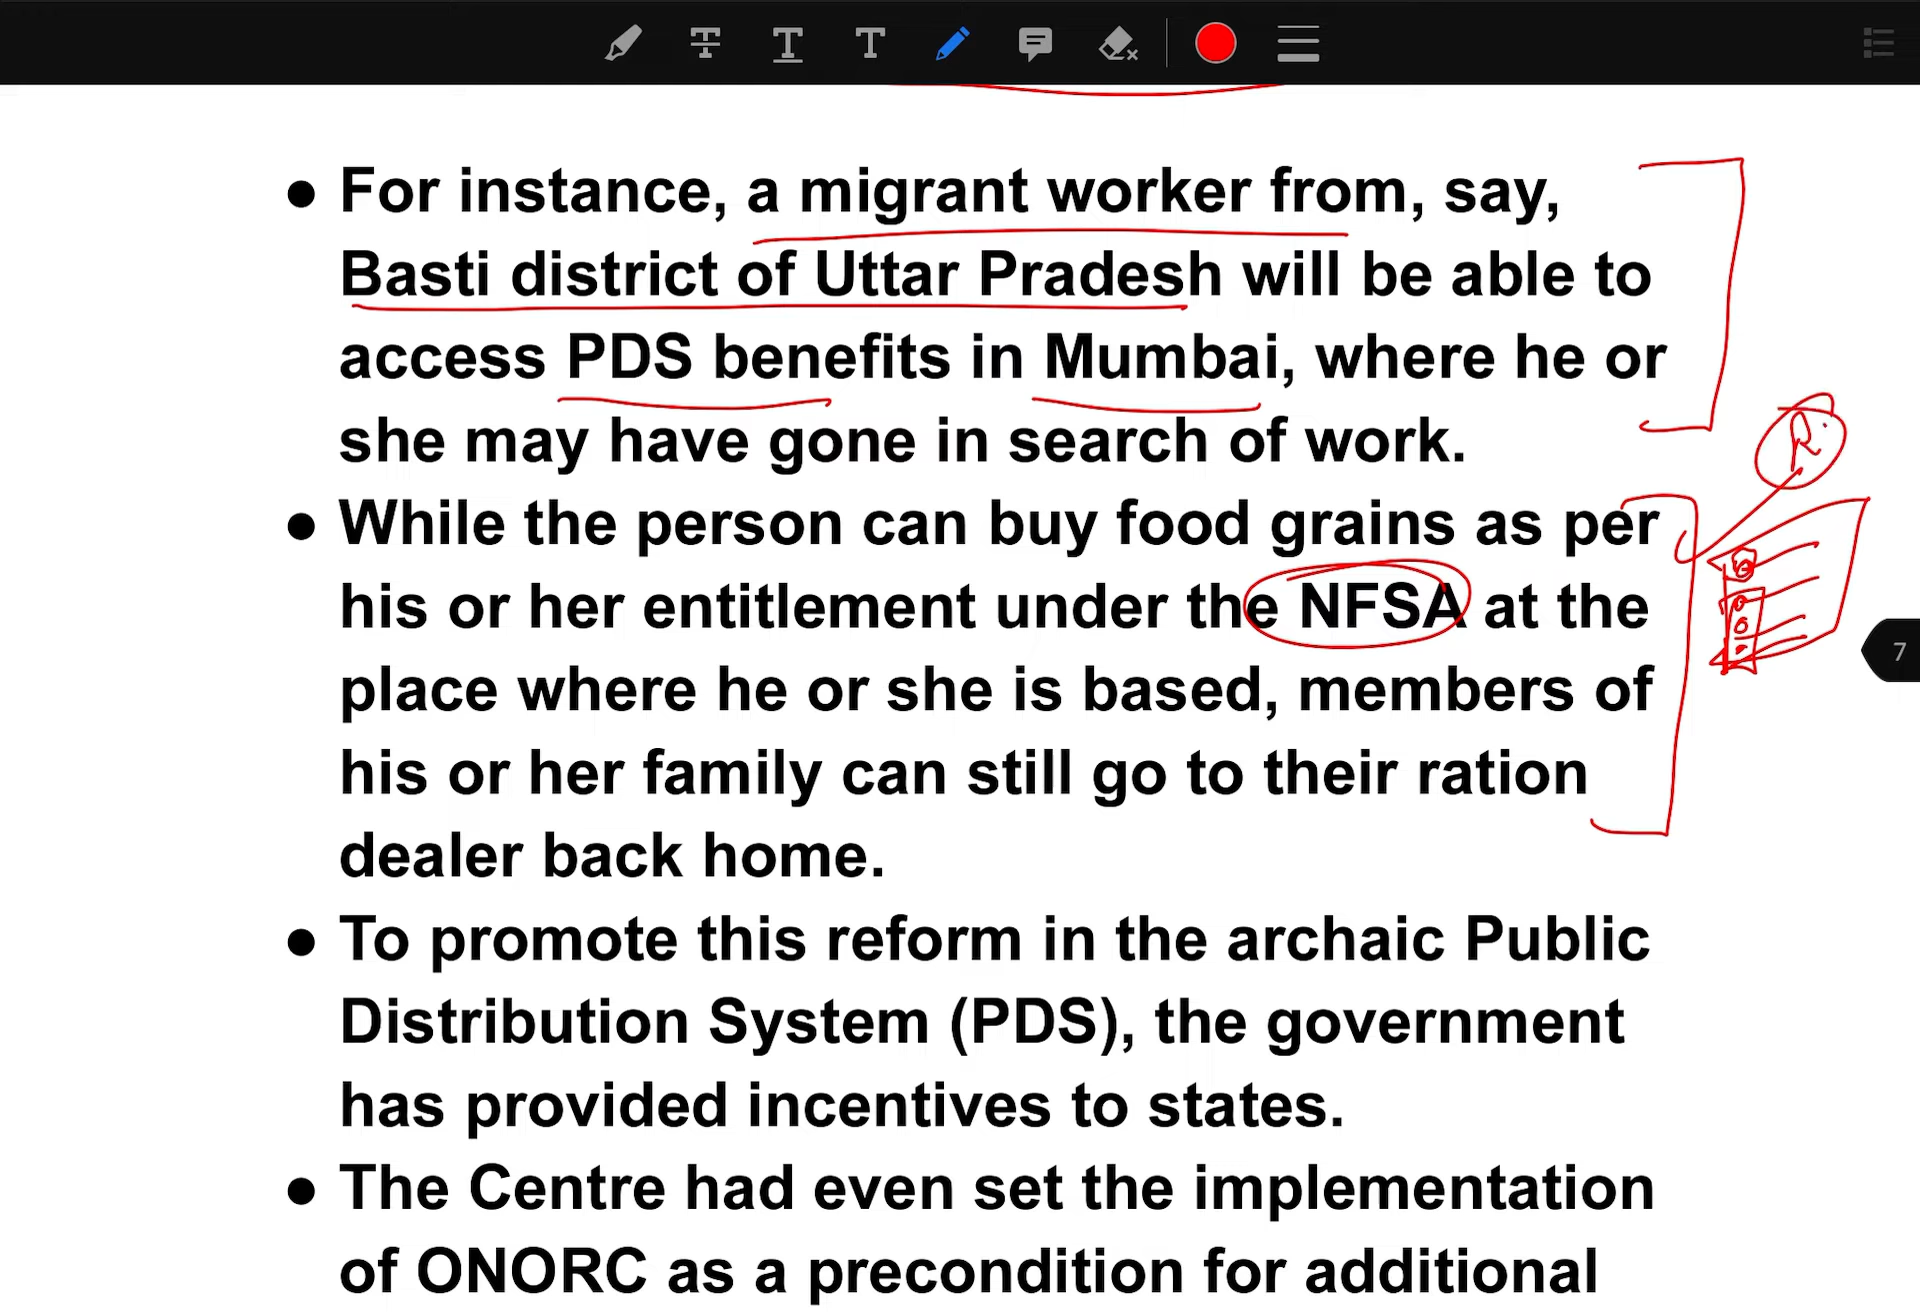 ● For instance, a migrant worker from, say,
Basti district of Uttar Pradesh will be able to
access PDS benefits in Mumbai, where he or
she may have gone in search of work.
R.
● While the person can buy food grains as per
his or her entitlement under the NFSA at the
7
place where he or she is based, members of
his or her family can still go to their ration
dealer back home.
● To promote this reform in the archaic Public
Distribution System (PDS), the government
has provided incentives to states.
● The Centre had even set the implementation
of ONORC as a precondition for additional